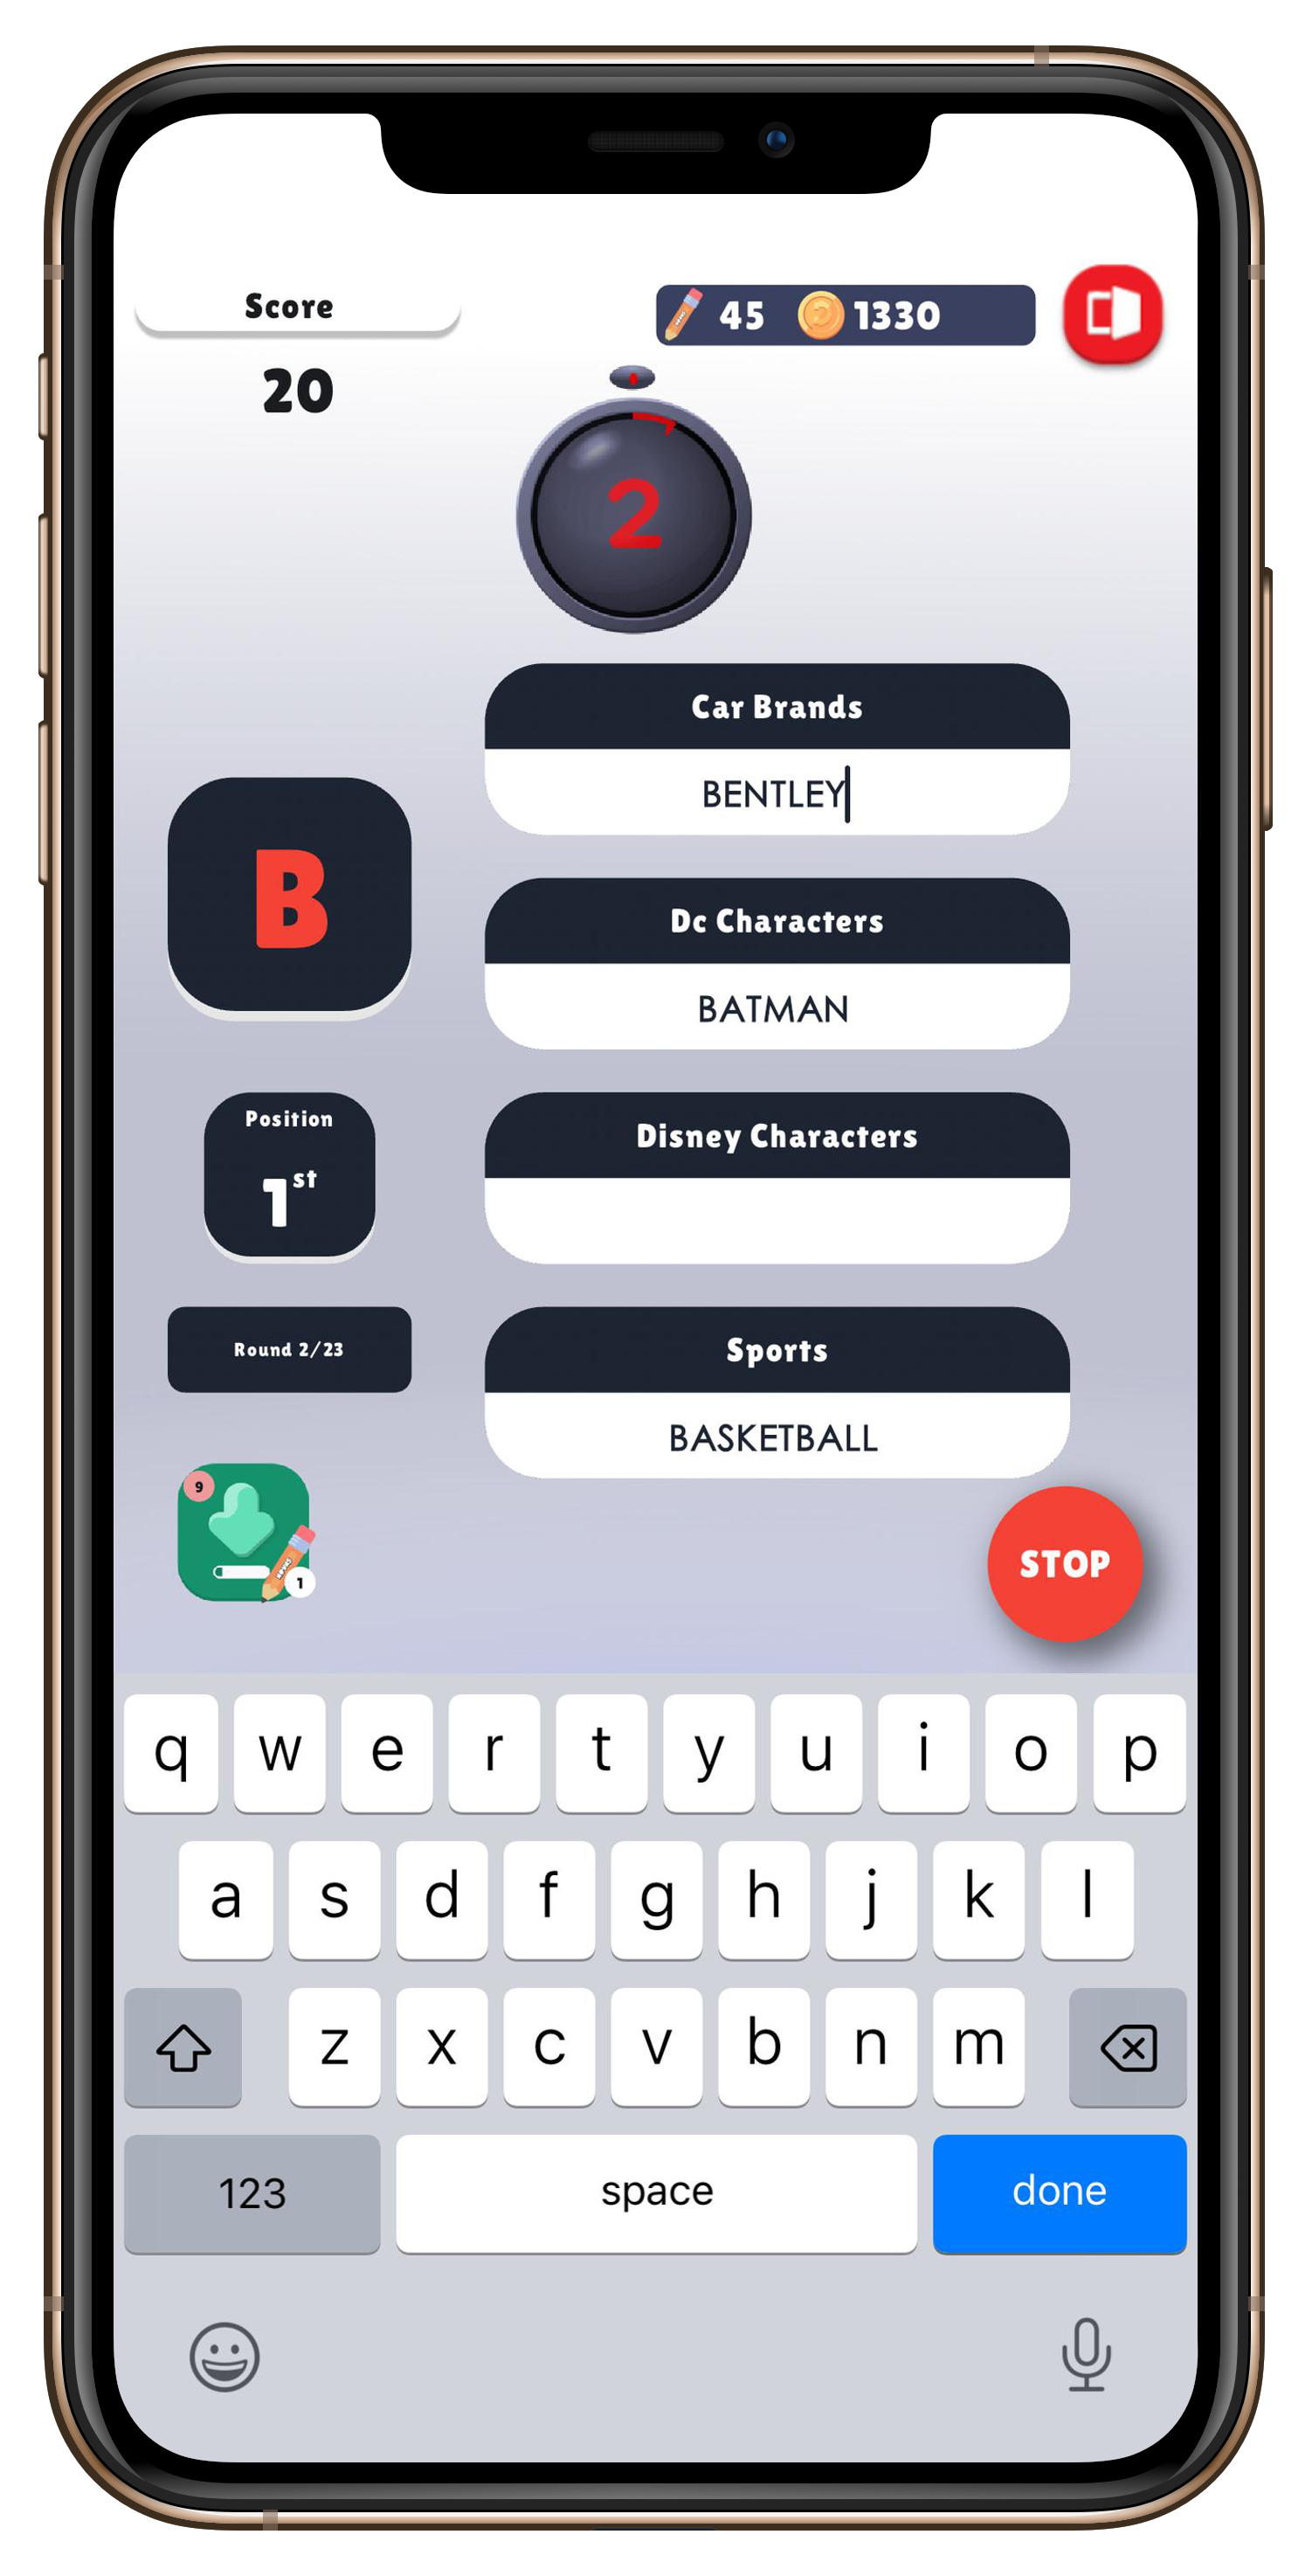 Score
45 1330
20
2
Car Brands
BENTLEY
B
Dc Characters
BATMAN
Position
1st
Disney Characters
Round 2/23
Sports
BASKETBALL
9
1
STOP
q w e r t y u i o p
a s d f g h j k l
z x c v b n m
123 space done